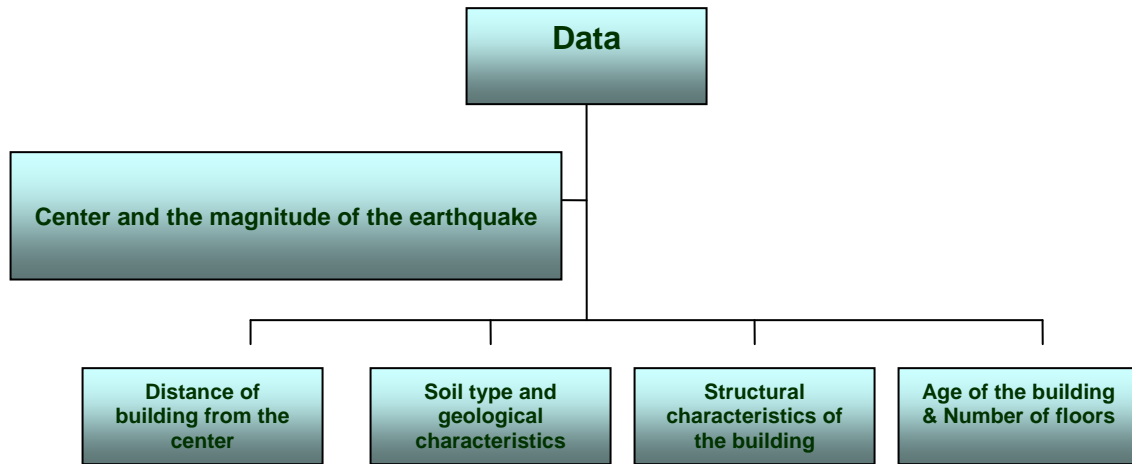 Data
Center and the magnitude of the earthquake
Distance of
building from the
center
Soil type and
geological
characteristics
Structural
characteristics of
the building
Age of the building
& Number of floors